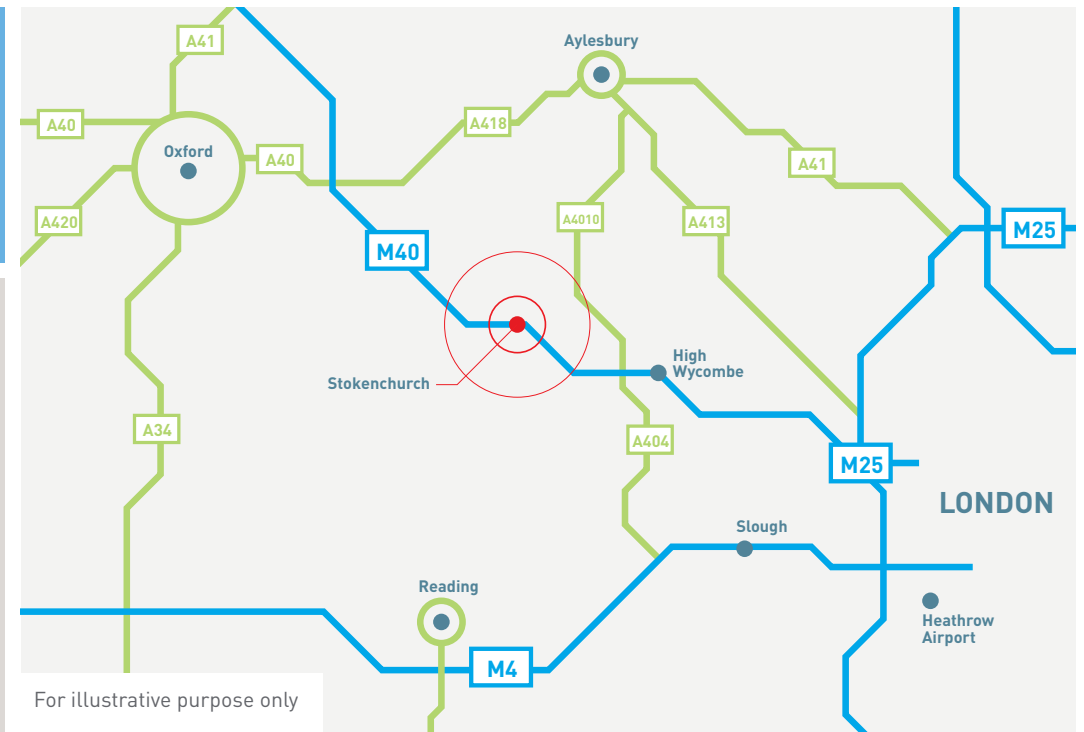 A41
Aylesbury
A40
A418
Oxford
A40
A41
A420
A4010
A413
M25
M40
High
Wycombe
Stokenchurch
A34
A404
M25
LONDON
Slough
Reading
Heathrow
Airport
M4
For illustrative purpose only